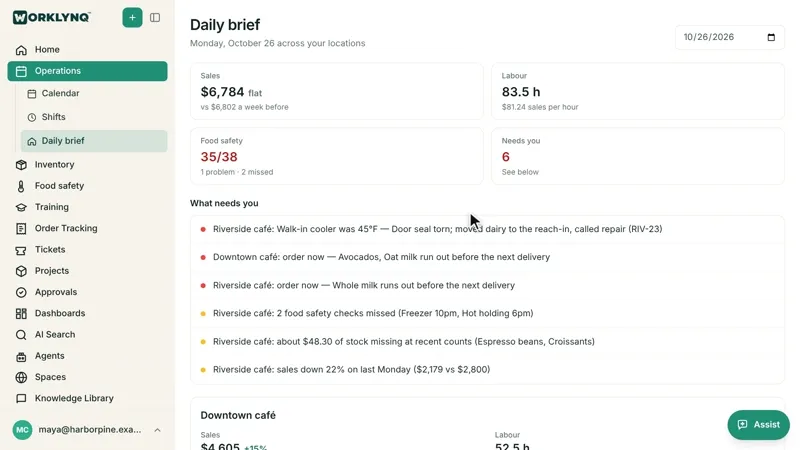 WORKLYNQ™
Home
Operations
Calendar
Shifts
Daily brief
Inventory
Food safety
Training
Order Tracking
Tickets
Projects
Approvals
Dashboards
AI Search
Agents
Spaces
Knowledge Library
MC maya@harborpine.exa...
Daily brief
Monday, October 26 across your locations
10/26/2026
Sales
$6,784 flat
vs $6,802 a week before
Labour
83.5 h
$81.24 sales per hour
Food safety
35/38
1 problem · 2 missed
Needs you
6
See below
What needs you
Riverside café: Walk-in cooler was 45°F — Door seal torn; moved dairy to the reach-in, called repair (RIV-23)
Downtown café: order now — Avocados, Oat milk run out before the next delivery
Riverside café: order now — Whole milk runs out before the next delivery
Riverside café: 2 food safety checks missed (Freezer 10pm, Hot holding 6pm)
Riverside café: about $48.30 of stock missing at recent counts (Espresso beans, Croissants)
Riverside café: sales down 22% on last Monday ($2,179 vs $2,800)
Downtown café
Sales
$4,605 +15%
Labour
52.5 h
Assist